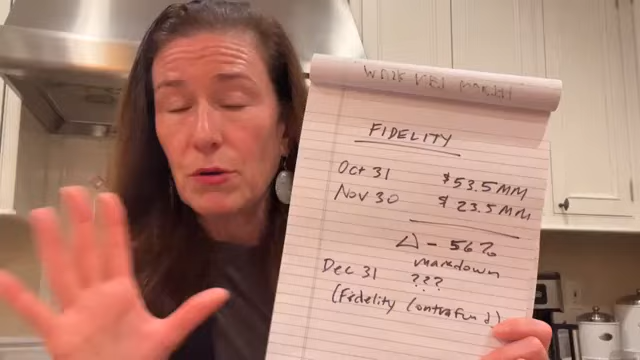 FIDELITY
Oct 31 $53.5MM
Nov 30 $23.5MM
△ - 56%
markdown
Dec 31 ???
(Fidelity Contrafund)